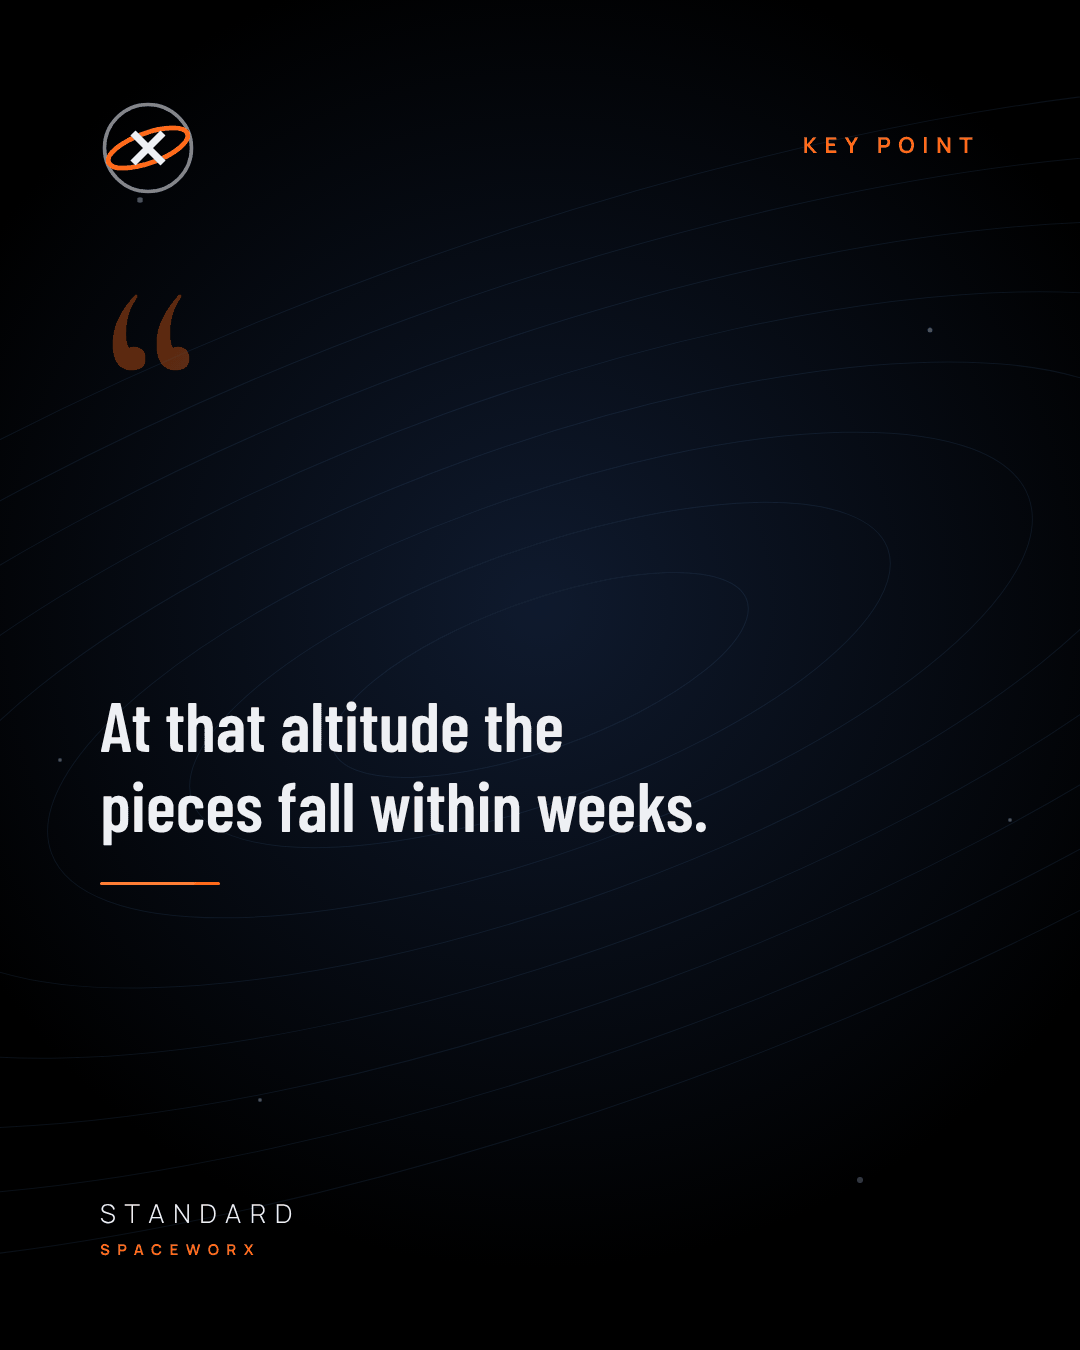 KEY POINT
“
At that altitude the
pieces fall within weeks.
STANDARD
SPACEWORX